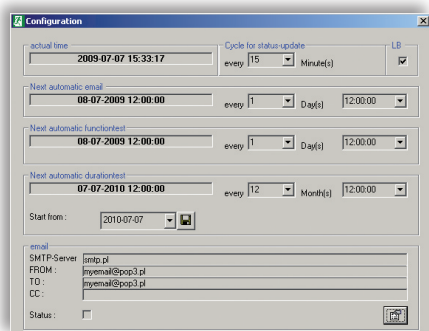 Configuration
actual time
2009-07-07 15:33:17
Cycle for status-update
every 15 Minute(s)
LB
Next automatic email
08-07-2009 12:00:00
every 1 Day(s) 12:00:00
Next automatic functiontest
08-07-2009 12:00:00
every 1 Day(s) 12:00:00
Next automatic durationtest
07-07-2010 12:00:00
every 12 Month(s) 12:00:00
Start from : 2010-07-07
email
SMTP-Server smtp.pl
FROM : myemail@pop3.pl
TO : myemail@pop3.pl
CC :
Status :